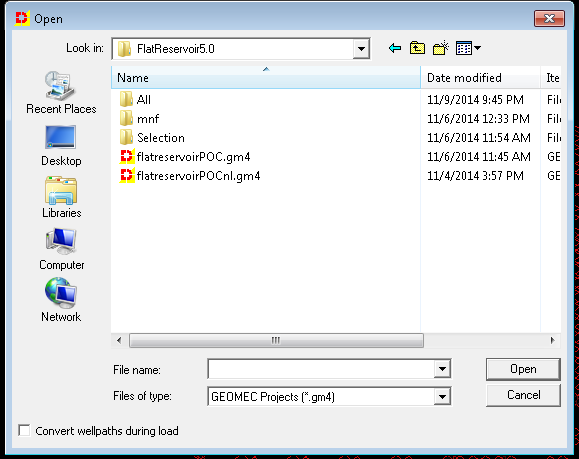 Open
Look in: FlatReservoir5.0
Name Date modified Ite
All 11/9/2014 9:45 PM File
mnf 11/6/2014 12:33 PM File
Selection 11/6/2014 11:54 AM File
flatreservoirPOC.gm4 11/6/2014 11:45 AM GE
flatreservoirPOCnl.gm4 11/4/2014 3:57 PM GE
Recent Places
Desktop
Libraries
Computer
Network
File name:
Open
Files of type: GEOMEC Projects (*.gm4)
Cancel
Convert wellpaths during load